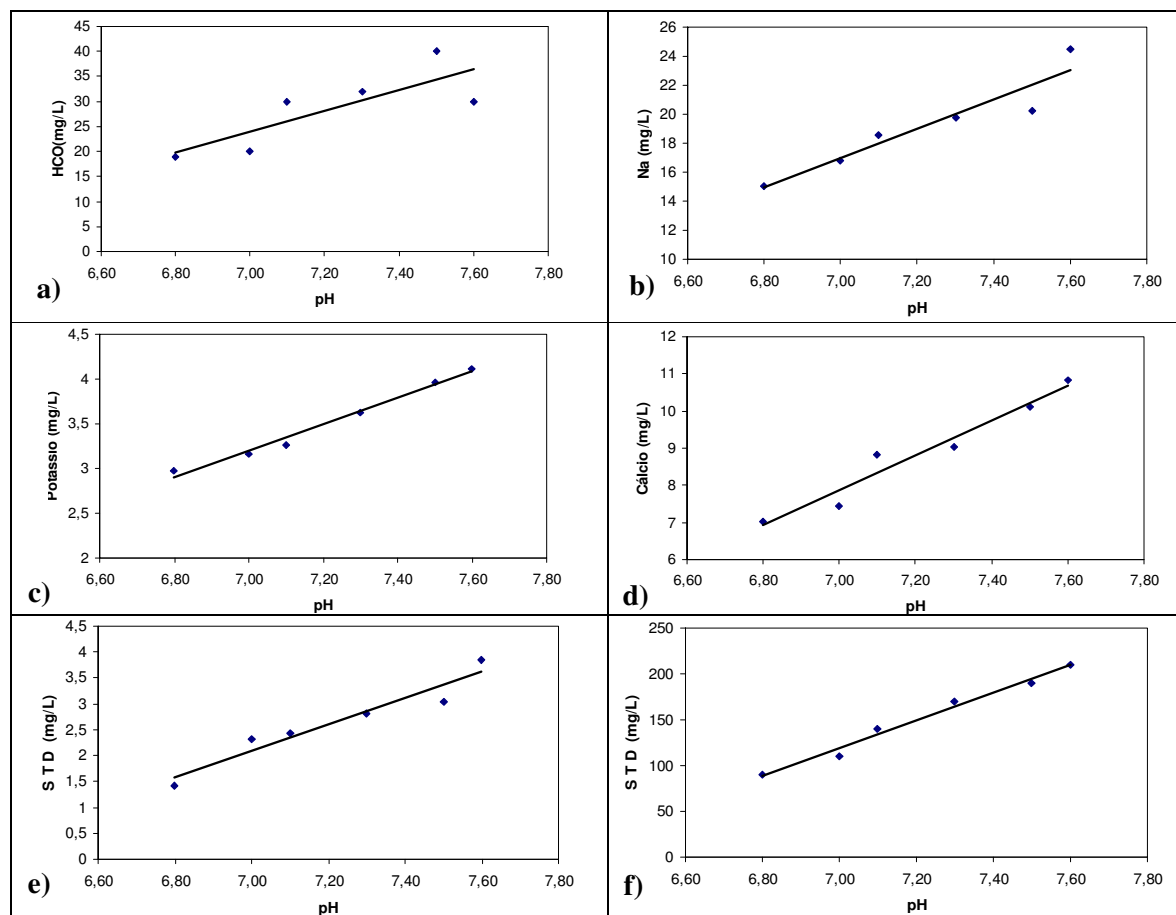 45
40
35
30
25
20
15
10
5
0
HCO(mg/L)
6,60 6,80 7,00 7,20 7,40 7,60 7,80
pH
a)
26
24
22
20
18
16
14
12
10
Na (mg/L)
6,60 6,80 7,00 7,20 7,40 7,60 7,80
pH
b)
4,5
4
3,5
3
2,5
2
Potássio (mg/L)
6,60 6,80 7,00 7,20 7,40 7,60 7,80
pH
c)
12
11
10
9
8
7
6
Cálcio (mg/L)
6,60 6,80 7,00 7,20 7,40 7,60 7,80
pH
d)
4,5
4
3,5
3
2,5
2
1,5
1
0,5
0
S T D (mg/L)
6,60 6,80 7,00 7,20 7,40 7,60 7,80
pH
e)
250
200
150
100
50
0
S T D (mg/L)
6,60 6,80 7,00 7,20 7,40 7,60 7,80
pH
f)